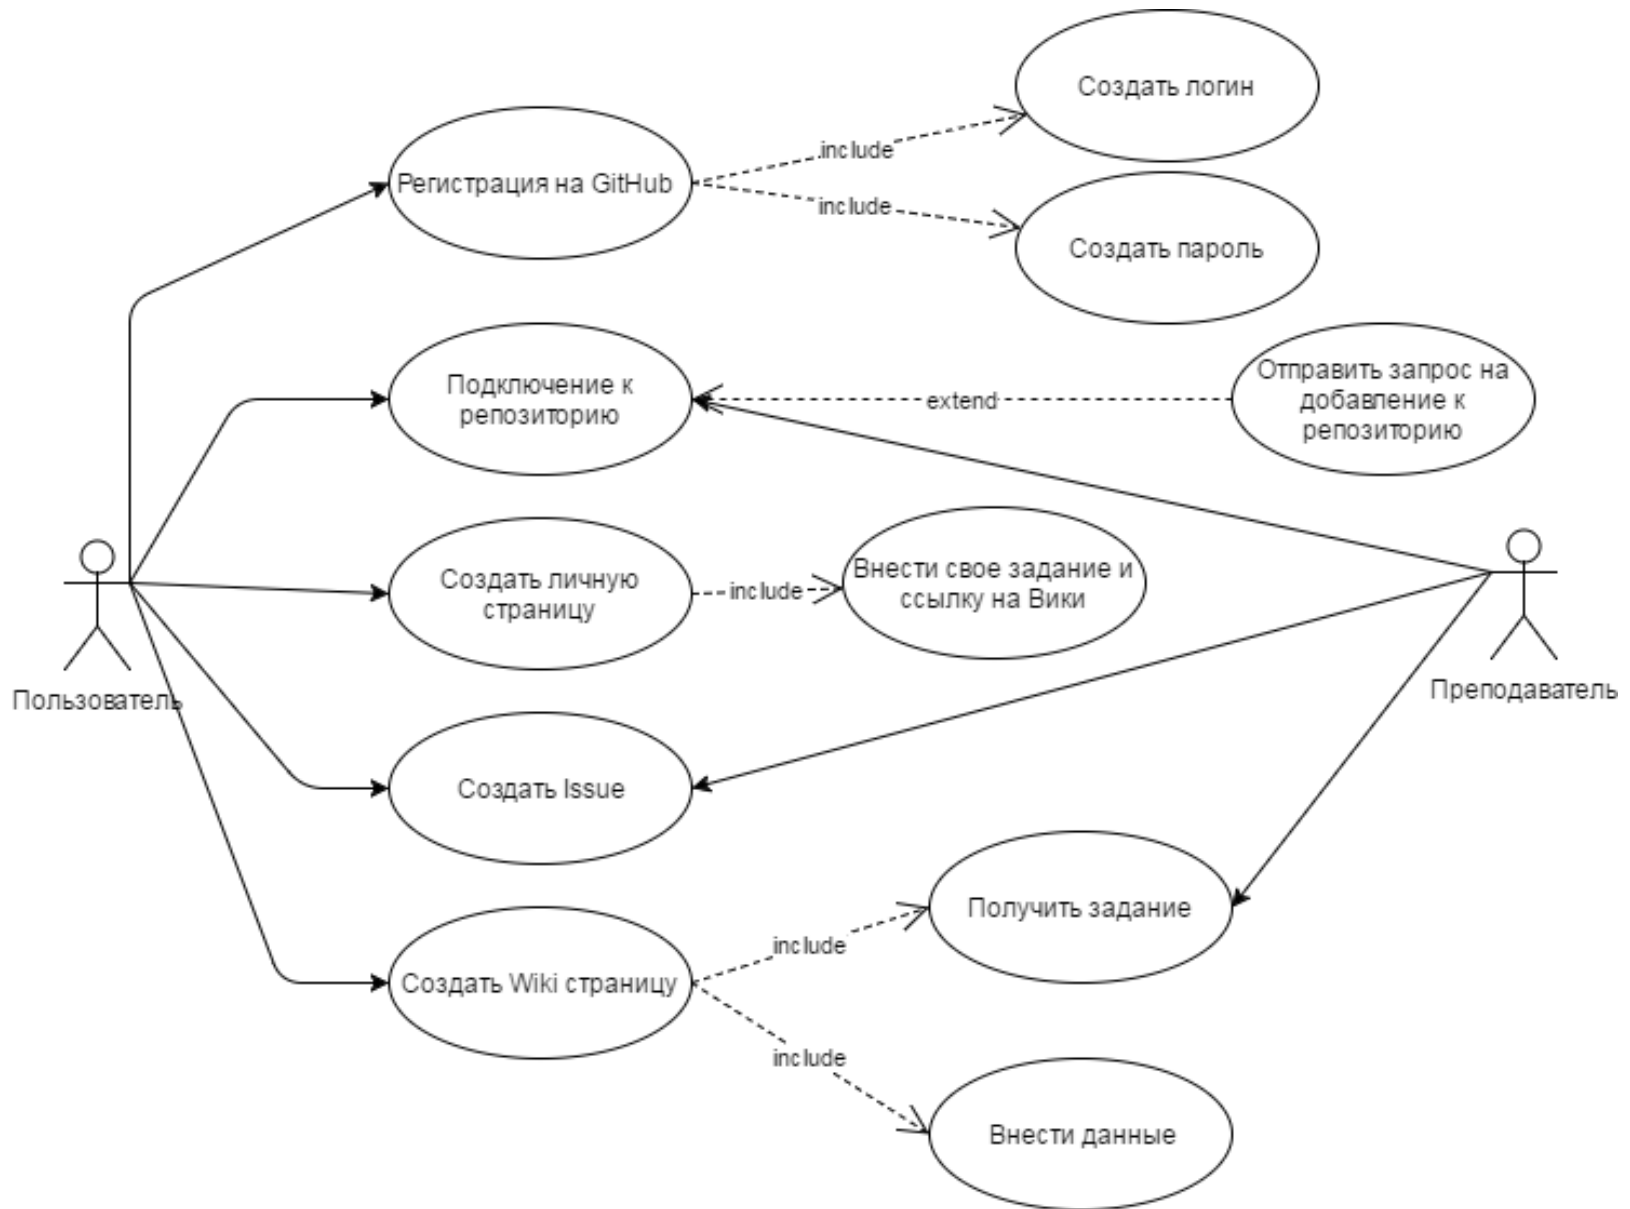 Создать логин
Регистрация на GitHub
include
include
Создать пароль
Подключение к
репозиторию
extend
Отправить запрос на
добавление к
репозиторию
Создать личную
страницу
include
Внести свое задание и
ссылку на Вики
Пользователь
Преподаватель
Создать Issue
Получить задание
include
Создать Wiki страницу
include
Внести данные